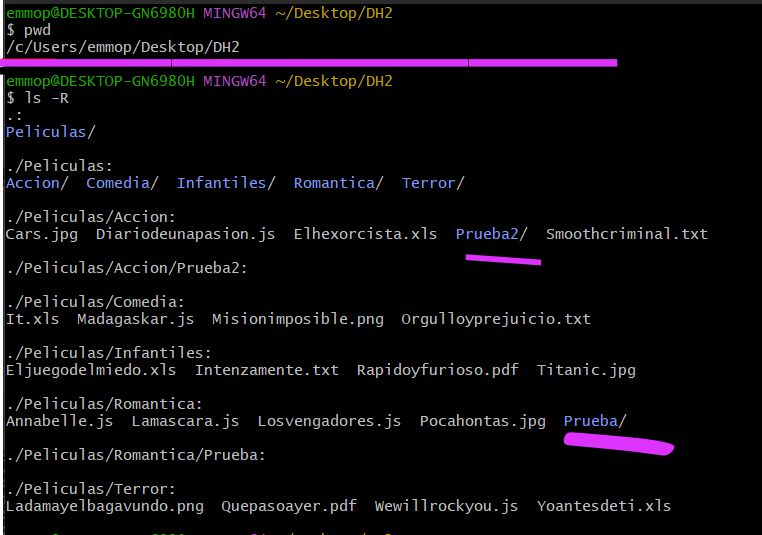 emmop@DESKTOP-GN698OH MINGW64 ~/Desktop/DH2
$ pwd
/c/Users/emmop/Desktop/DH2
emmop@DESKTOP-GN698OH MINGW64 ~/Desktop/DH2
$ ls -R
.:
Peliculas/
./Peliculas:
Accion/  Comedia/  Infantiles/  Romantica/  Terror/
./Peliculas/Accion:
Cars.jpg  Diariodeunapasion.js  Elhexorcista.xls  Prueba2/  Smoothcriminal.txt
./Peliculas/Accion/Prueba2:
./Peliculas/Comedia:
It.xls  Madagaskar.js  Misionimposible.png  Orgulloyprejuicio.txt
./Peliculas/Infantiles:
Eljuegodelmiedo.xls  Intenzamente.txt  Rapidoyfurioso.pdf  Titanic.jpg
./Peliculas/Romantica:
Annabelle.js  Lamascara.js  Losvengadores.js  Pocahontas.jpg  Prueba/
./Peliculas/Romantica/Prueba:
./Peliculas/Terror:
Ladamayelbagavundo.png  Quepasoayer.pdf  Wewillrockyou.js  Yoantesdeti.xls